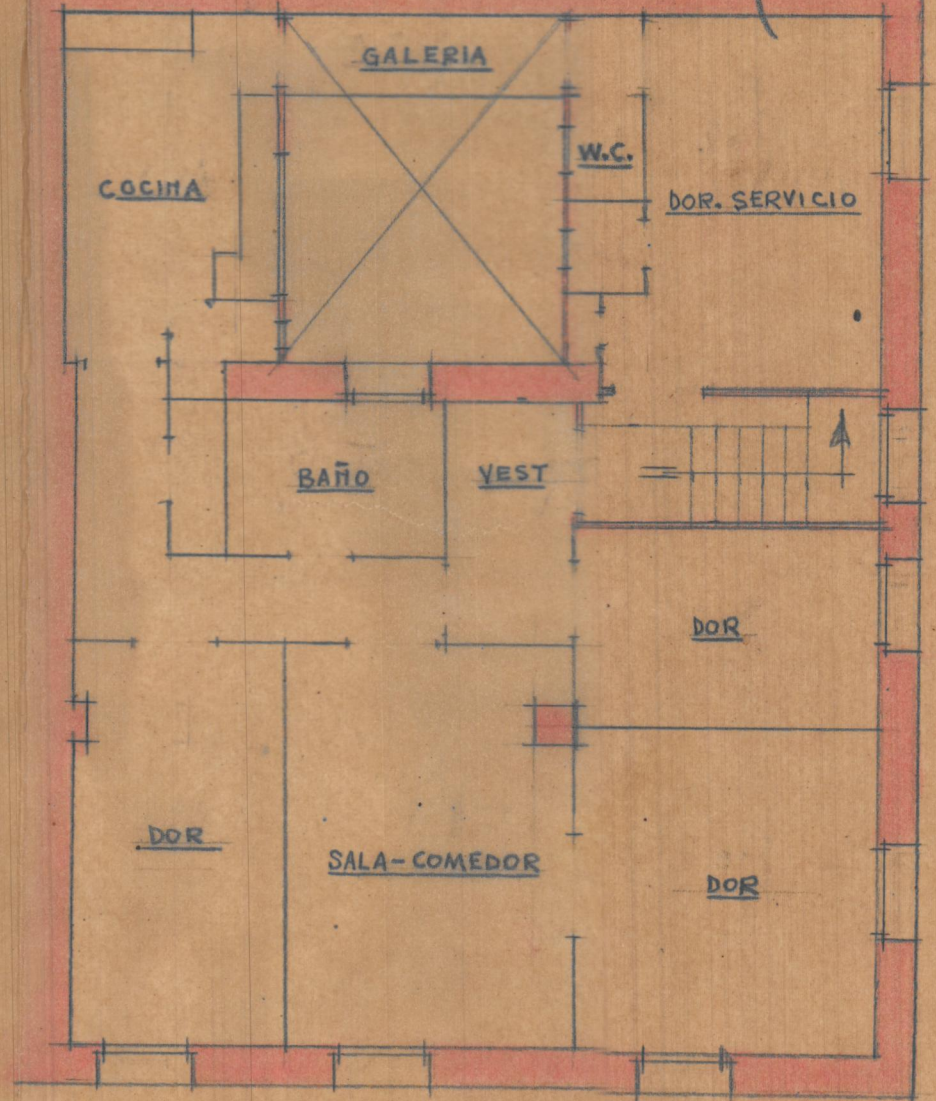 GALERIA
W.C.
COCINA
DOR. SERVICIO
BAÑO
VEST
DOR
DOR
SALA-COMEDOR
DOR